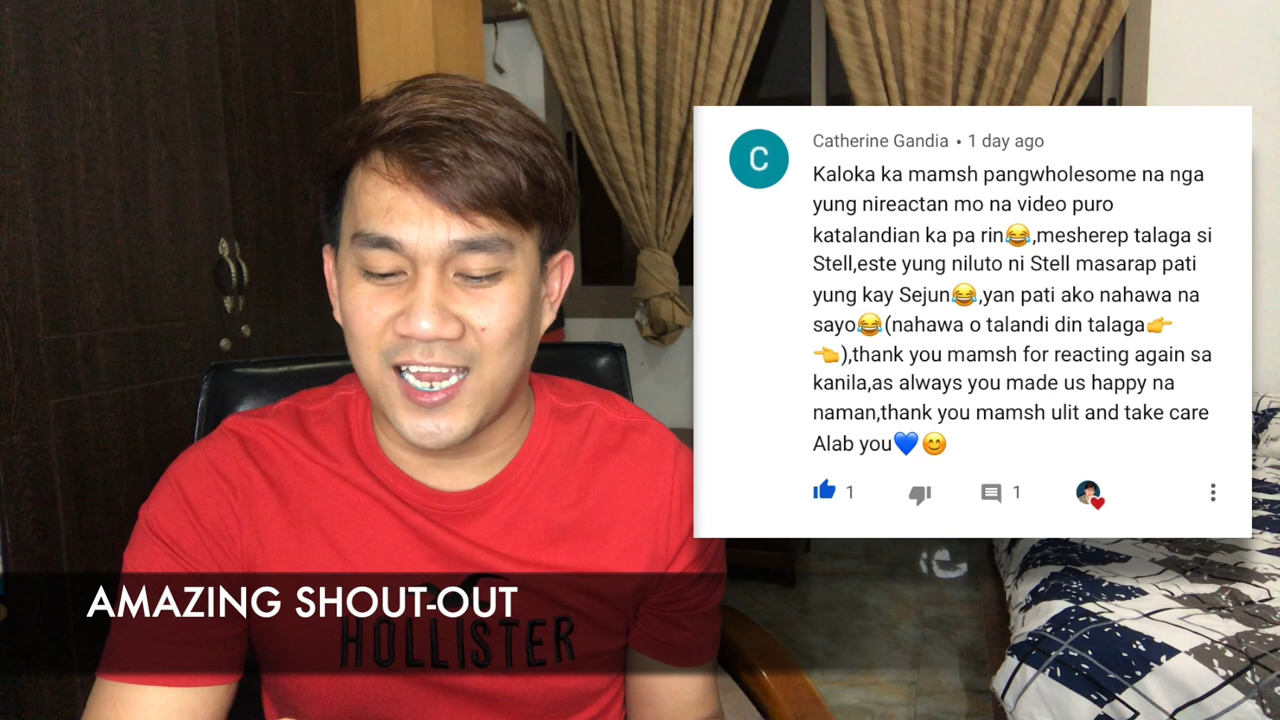 Catherine Gandia • 1 day ago
C
Kaloka ka mamsh pangwholesome na nga
yung nireactan mo na video puro
katalandian ka pa rin😂,mesherep talaga si
Stell,este yung niluto ni Stell masarap pati
yung kay Sejun😂,yan pati ako nahawa na
sayo😂(nahawa o talandi din talaga👉
👈),thank you mamsh for reacting again sa
kanila,as always you made us happy na
naman,thank you mamsh ulit and take care
Alab you💙😊
1 1
AMAZING SHOUT-OUT
HOLLISTER